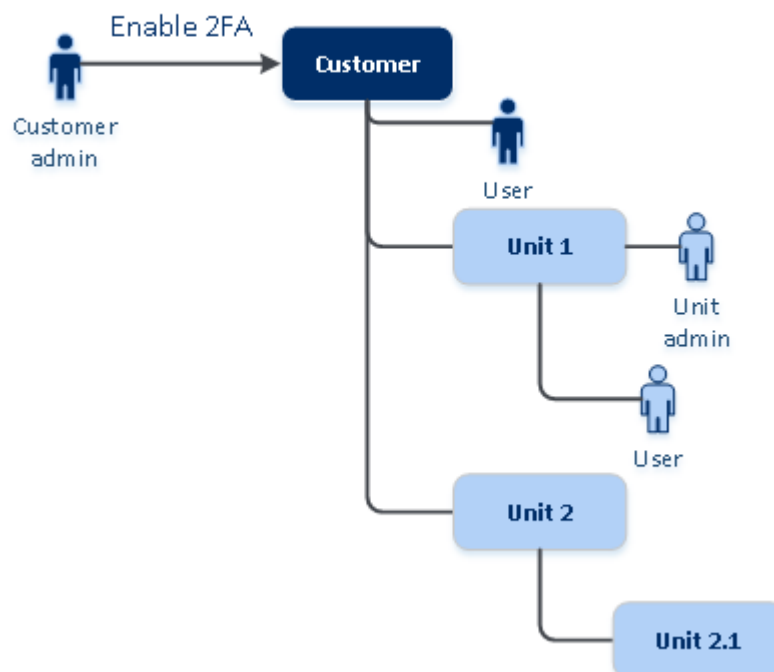 Enable 2FA
Customer
Customer
admin
User
Unit 1
Unit
admin
User
Unit 2
Unit 2.1